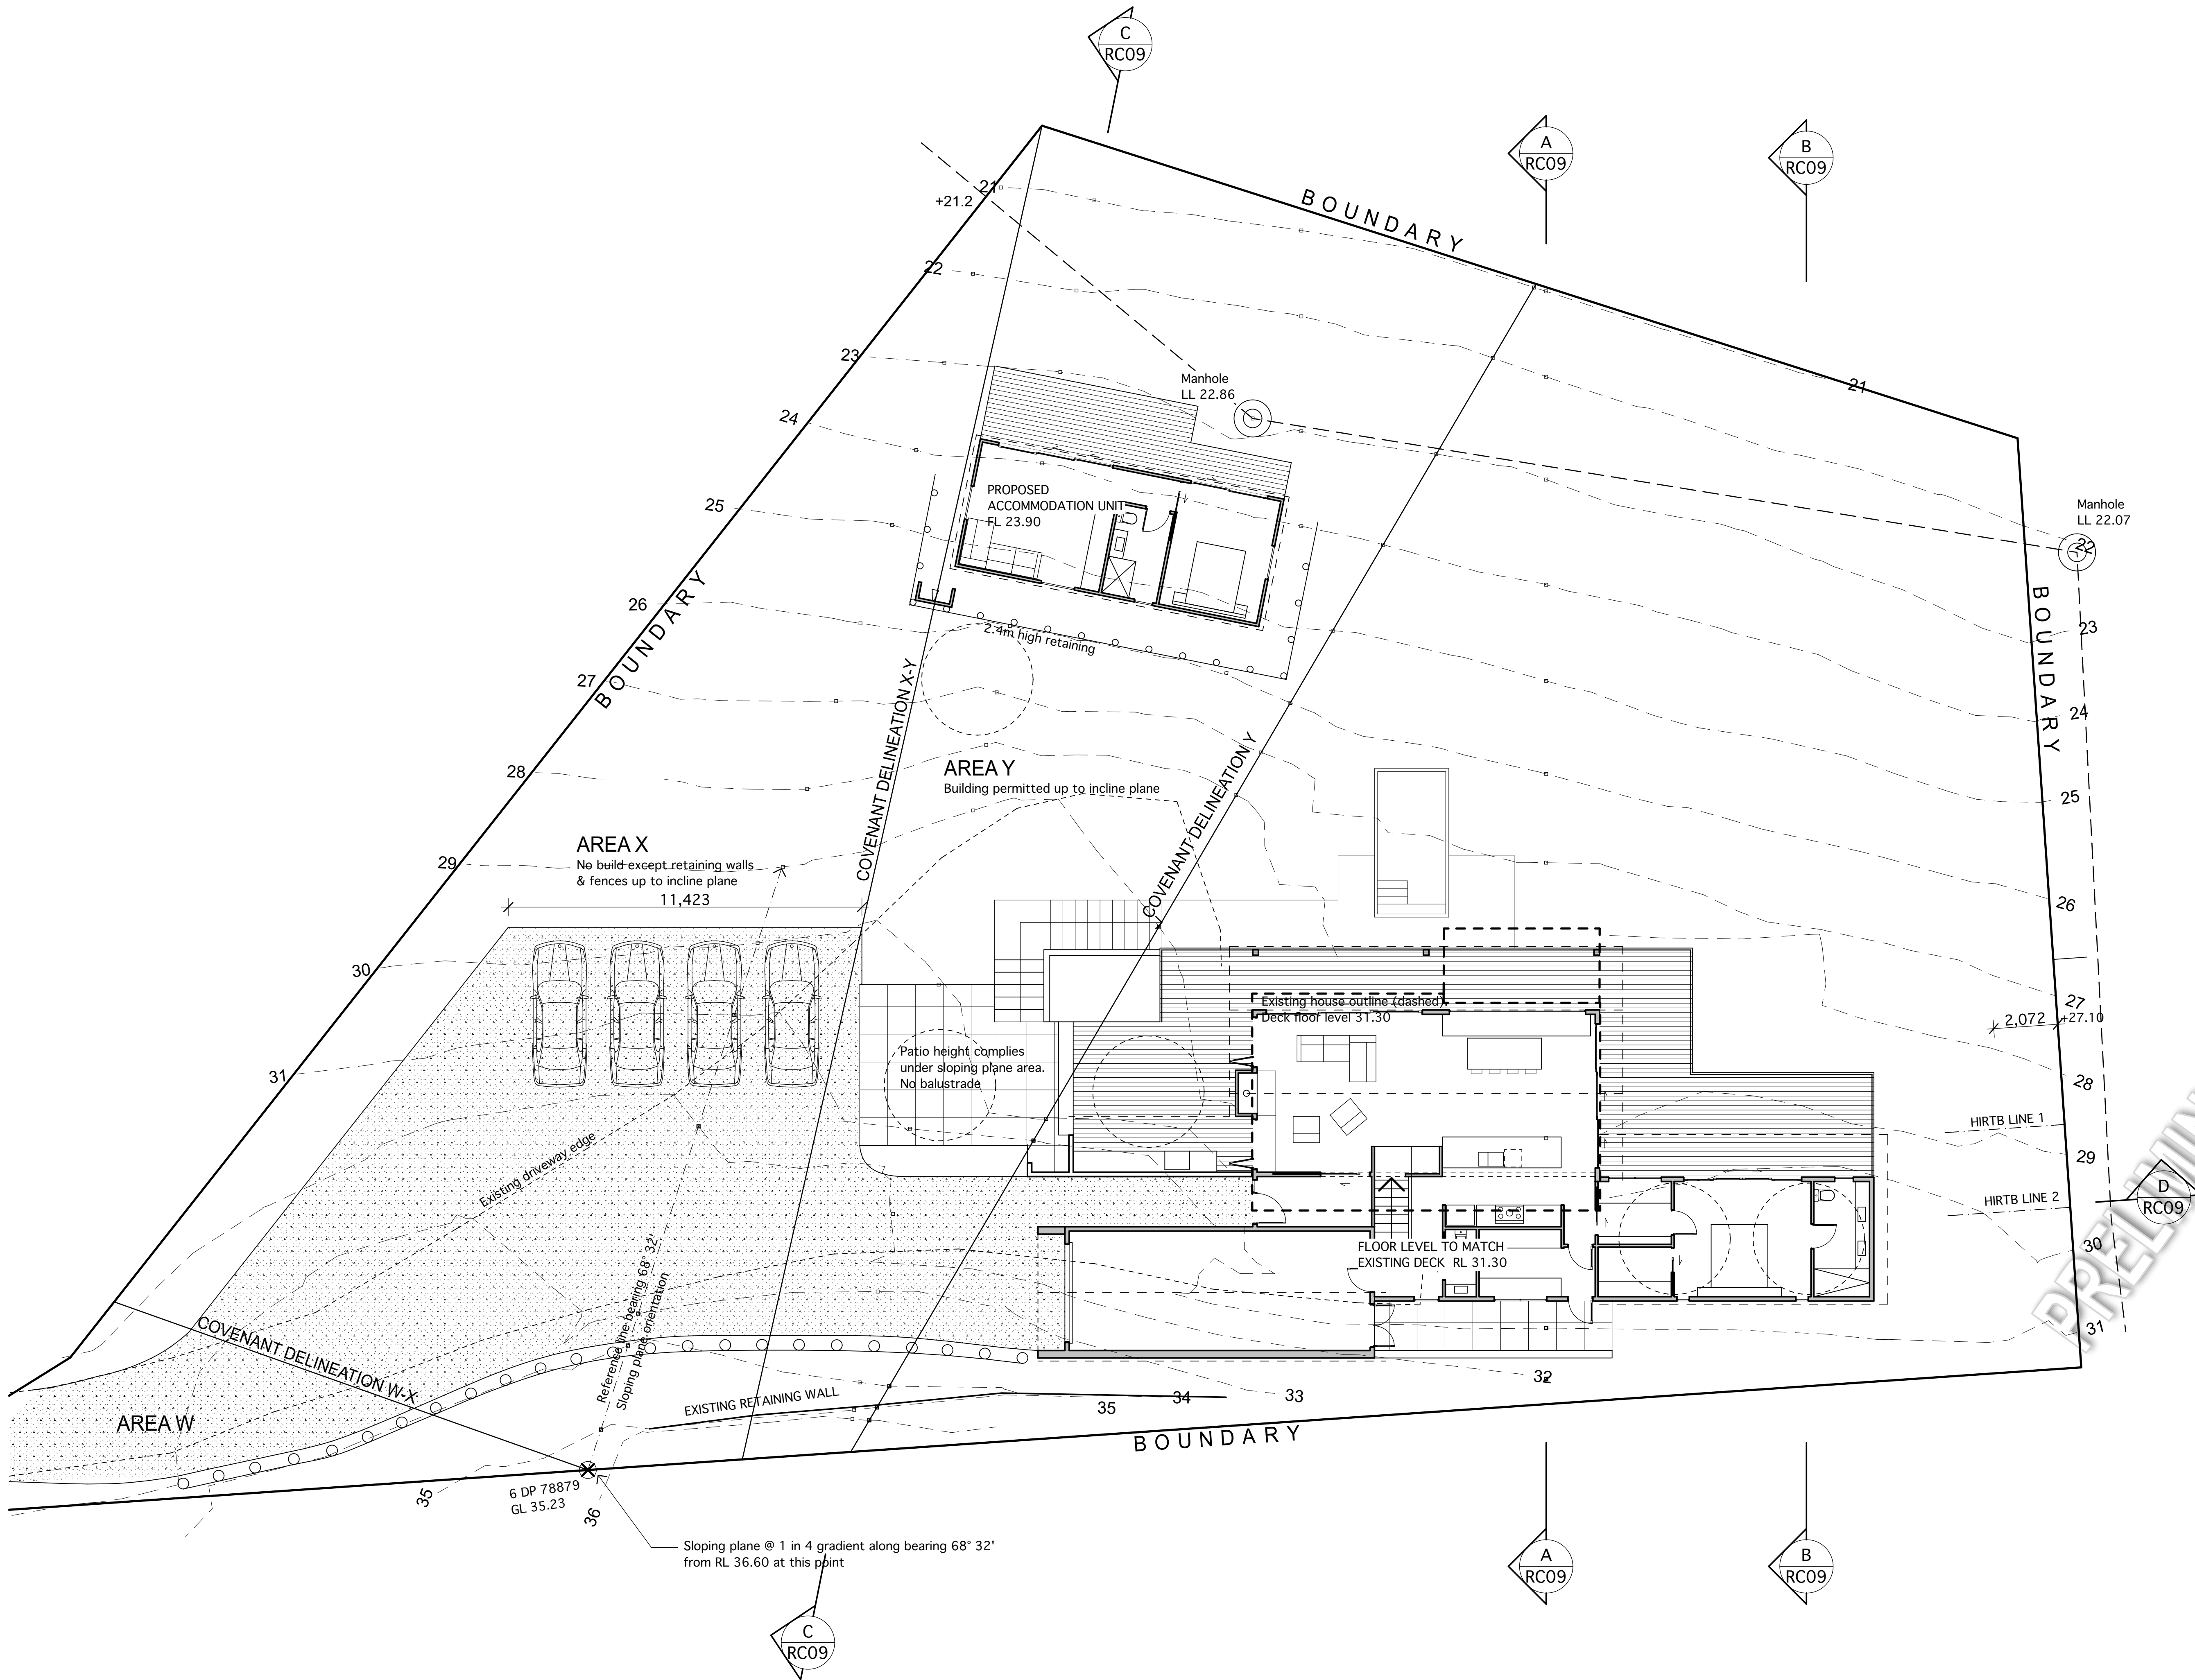 C
RC09
A
RC09
B
RC09
21
+21.2
BOUNDARY
22
23
21
Manhole
LL 22.86
24
PROPOSED
ACCOMMODATION UNIT
FL 23.90
25
Manhole
LL 22.07
22
26
BOUNDARY
BOUNDARY
23
2.4m high retaining
27
24
COVENANT DELINEATION X-Y
COVENANT DELINEATION Y
28
AREA Y
Building permitted up to incline plane
25
AREA X
No build except retaining walls
& fences up to incline plane
29
11,423
26
30
Existing house outline (dashed)
Deck floor level 31.30
27
2,072
+27.10
Patio height complies
under sloping plane area.
No balustrade
31
28
HIRTB LINE 1
Existing driveway edge
29
HIRTB LINE 2
D
RC09
FLOOR LEVEL TO MATCH
EXISTING DECK RL 31.30
30
Reference line bearing 68° 32'
Sloping plane orientation
31
COVENANT DELINEATION W-X
32
33
34
35
EXISTING RETAINING WALL
AREA W
BOUNDARY
6 DP 78879
GL 35.23
35
36
Sloping plane @ 1 in 4 gradient along bearing 68° 32'
from RL 36.60 at this point
A
RC09
B
RC09
C
RC09